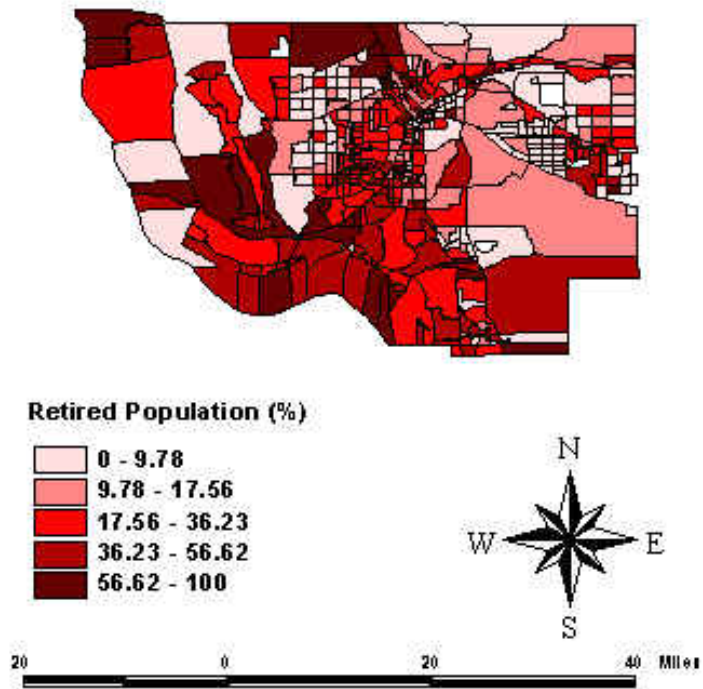 Retired Population (%)
0 - 9.78
9.78 - 17.56
17.56 - 36.23
36.23 - 56.62
56.62 - 100
N
W E
S
20 0 20 40 Miles